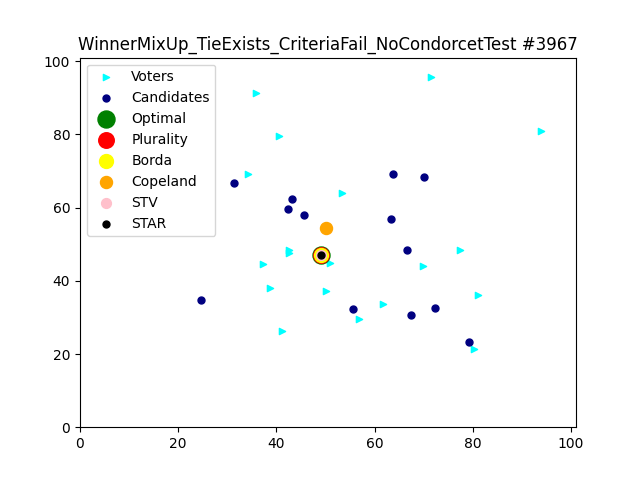 WinnerMixUp_TieExists_CriteriaFail_NoCondorcetTest #3967
100
80
60
40
20
0
0 20 40 60 80 100
Voters
Candidates
Optimal
Plurality
Borda
Copeland
STV
STAR